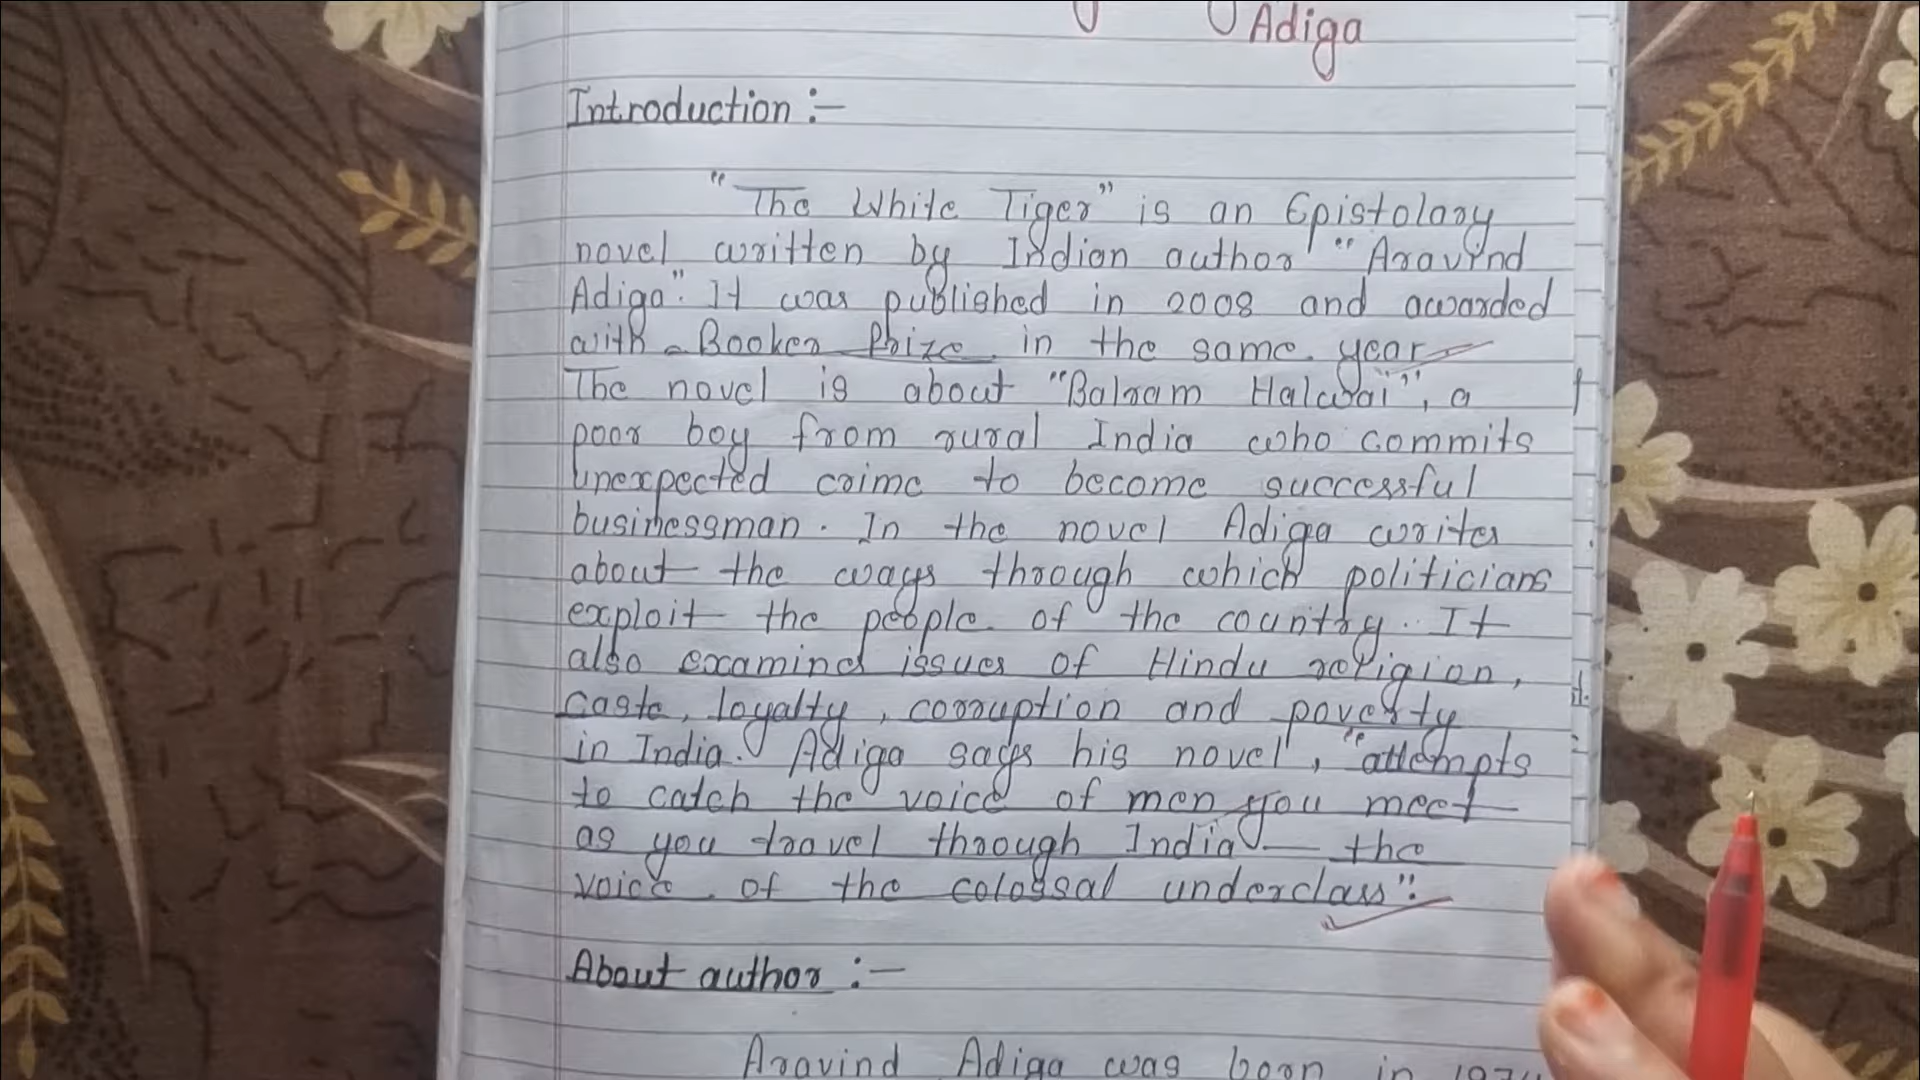 Adiga
Introduction :-
"The White Tiger" is an Epistolary
novel written by Indian author "Aravind
Adiga". It was published in 2008 and awarded
with Booker Prize in the same year
The novel is about "Balram Halwai", a
poor boy from rural India who commits
unexpected crime to become successful
businessman. In the novel Adiga writes
about the ways through which politicians
exploit the people of the country. It
also examined issues of Hindu religion,
caste, loyalty, corruption and poverty
in India. Adiga says his novel, "attempts
to catch the voice of men you meet
as you travel through India — the
voice of the colossal underclass".
About author :-
Aravind Adiga was born in 1974